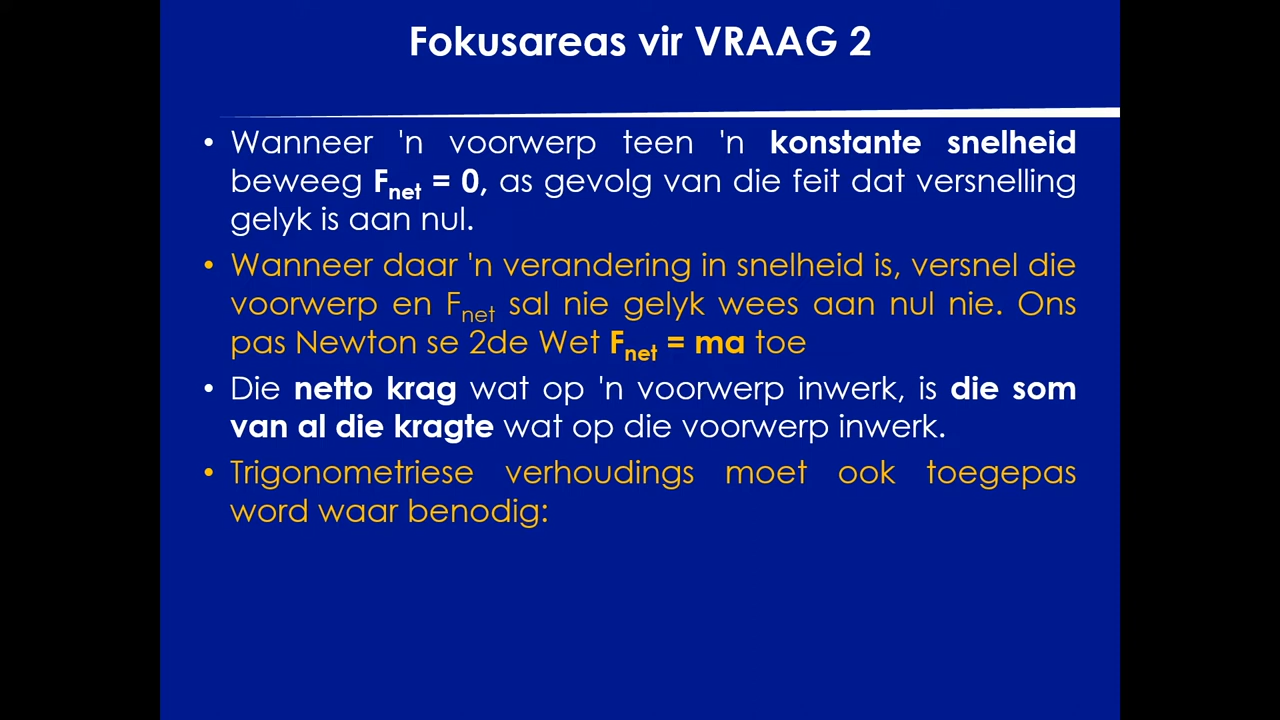 Fokusareas vir VRAAG 2
• Wanneer 'n voorwerp teen 'n konstante snelheid
beweeg Fnet = 0, as gevolg van die feit dat versnelling
gelyk is aan nul.
• Wanneer daar 'n verandering in snelheid is, versnel die
voorwerp en Fnet sal nie gelyk wees aan nul nie. Ons
pas Newton se 2de Wet Fnet = ma toe
• Die netto krag wat op 'n voorwerp inwerk, is die som
van al die kragte wat op die voorwerp inwerk.
• Trigonometriese verhoudings moet ook toegepas
word waar benodig: